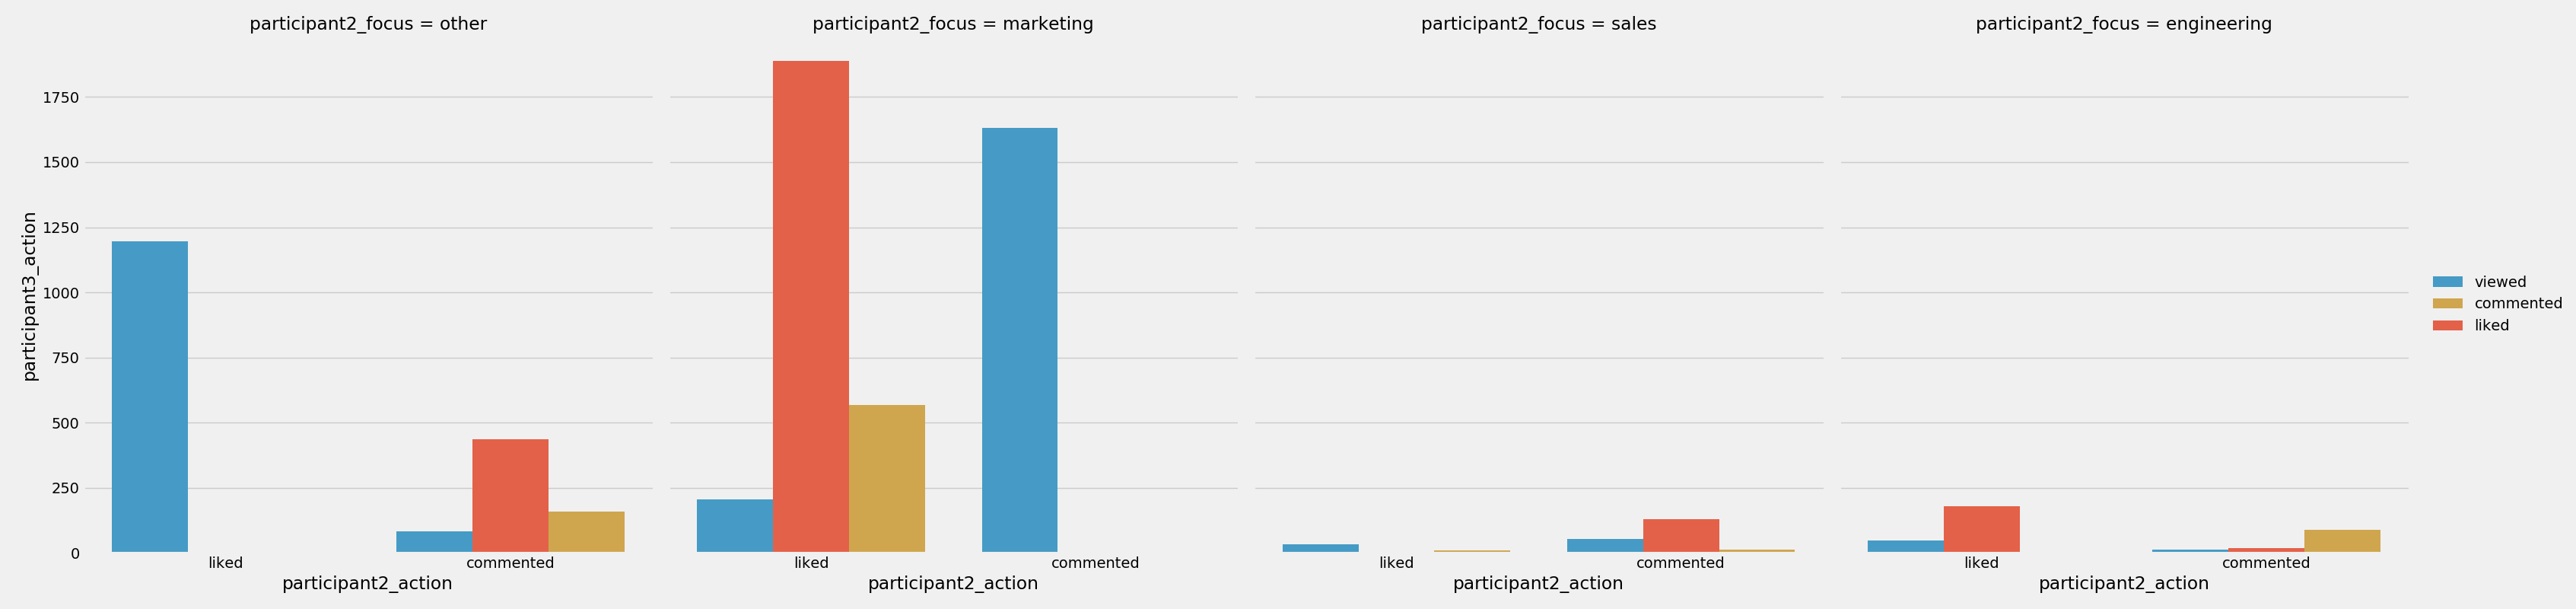 participant2_focus = other
participant2_focus = marketing
participant2_focus = sales
participant2_focus = engineering
participant3_action
1750
1500
1250
1000
750
500
250
0
liked
commented
liked
commented
liked
commented
liked
commented
participant2_action
participant2_action
participant2_action
participant2_action
viewed
commented
liked